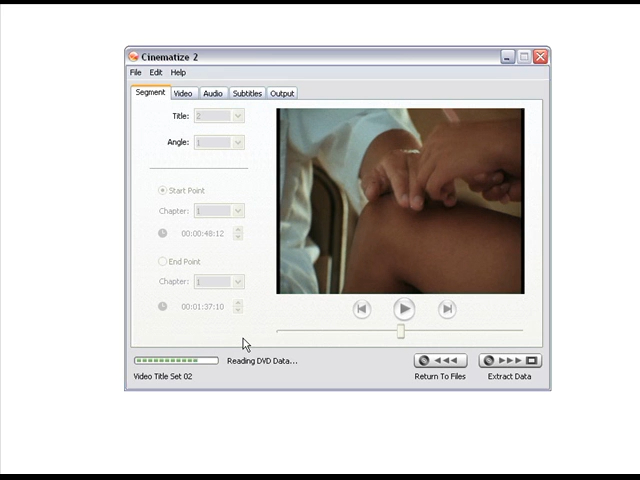 Cinematize 2
File Edit Help
Segment Video Audio Subtitles Output
Title: 2
Angle: 1
Start Point
Chapter: 1
00:00:48:12
End Point
Chapter: 1
00:01:37:10
Reading DVD Data...
Video Title Set 02
Return To Files
Extract Data